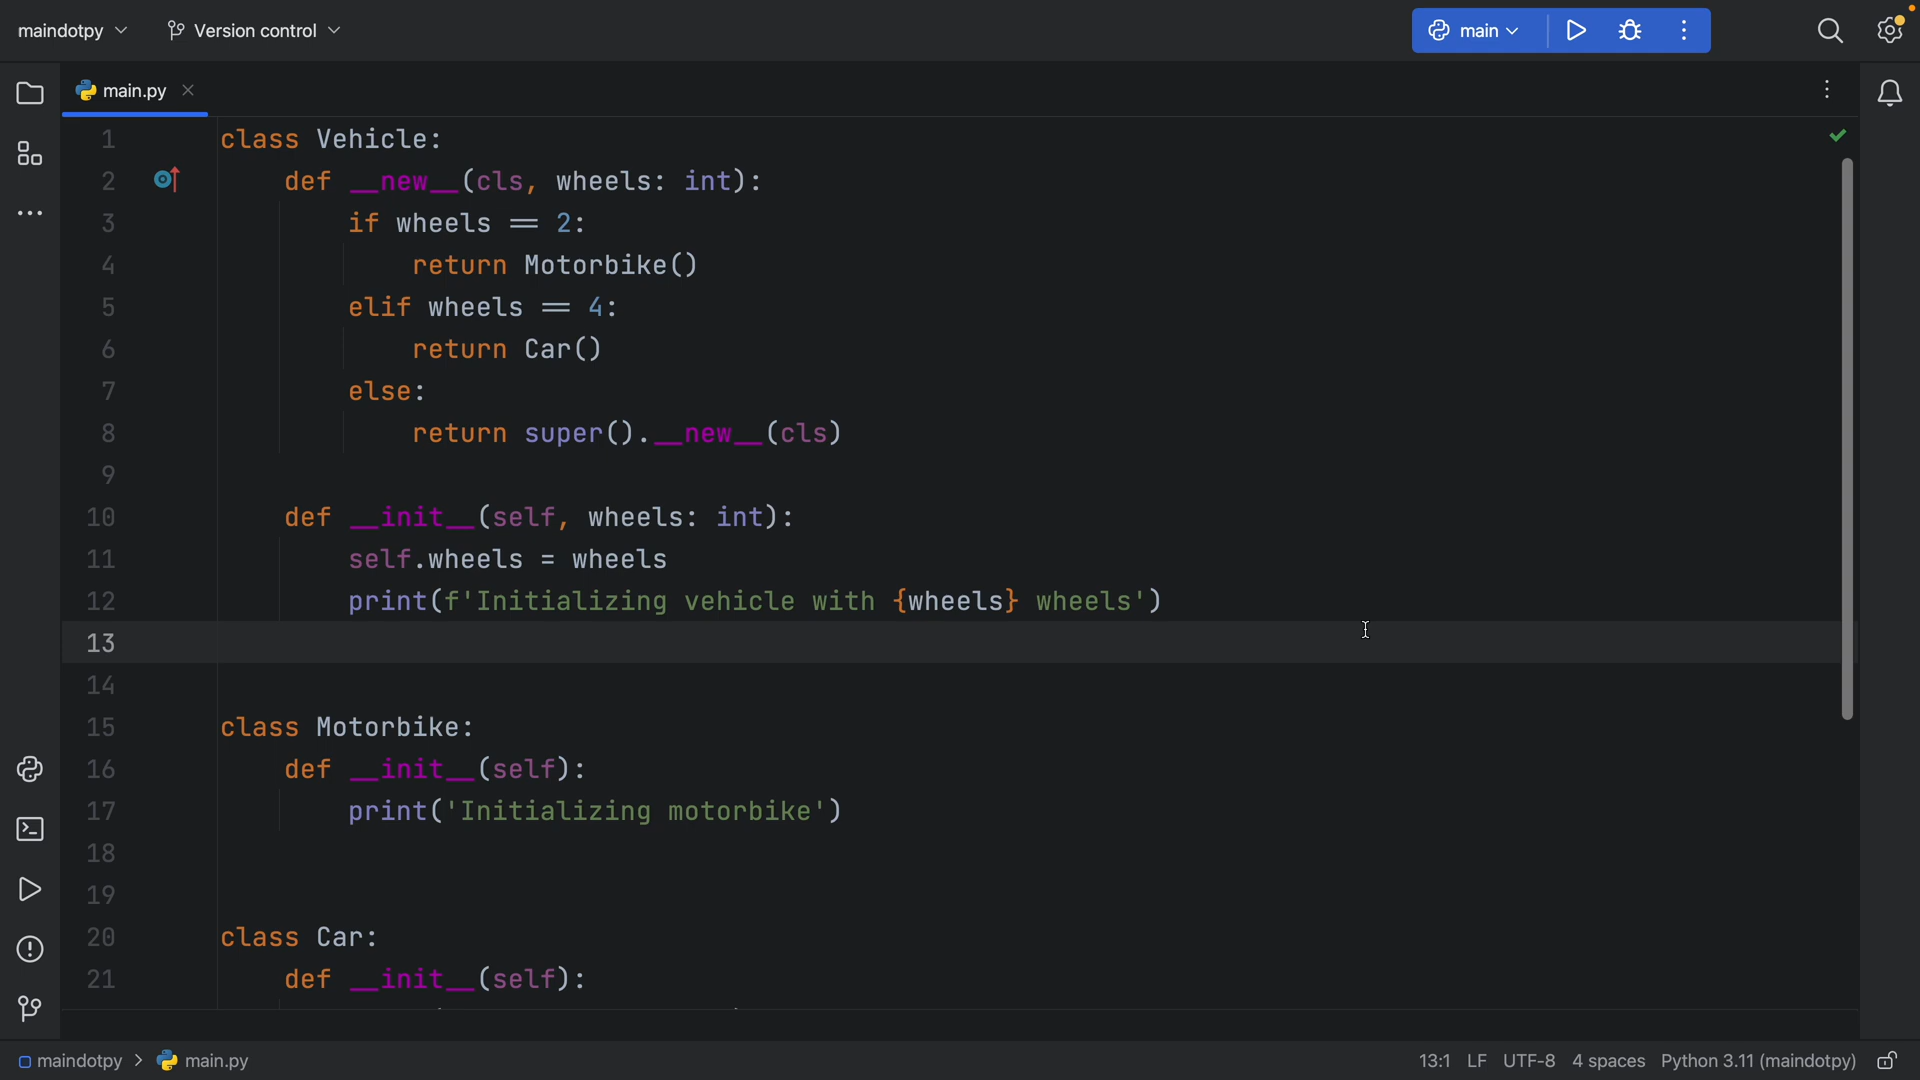 maindotpy Version control main
main.py
1 class Vehicle:
2 def __new__(cls, wheels: int):
3 if wheels == 2:
4 return Motorbike()
5 elif wheels == 4:
6 return Car()
7 else:
8 return super().__new__(cls)
9
10 def __init__(self, wheels: int):
11 self.wheels = wheels
12 print(f'Initializing vehicle with {wheels} wheels')
13
14
15 class Motorbike:
16 def __init__(self):
17 print('Initializing motorbike')
18
19
20 class Car:
21 def __init__(self):
maindotpy > main.py 13:1 LF UTF-8 4 spaces Python 3.11 (maindotpy)